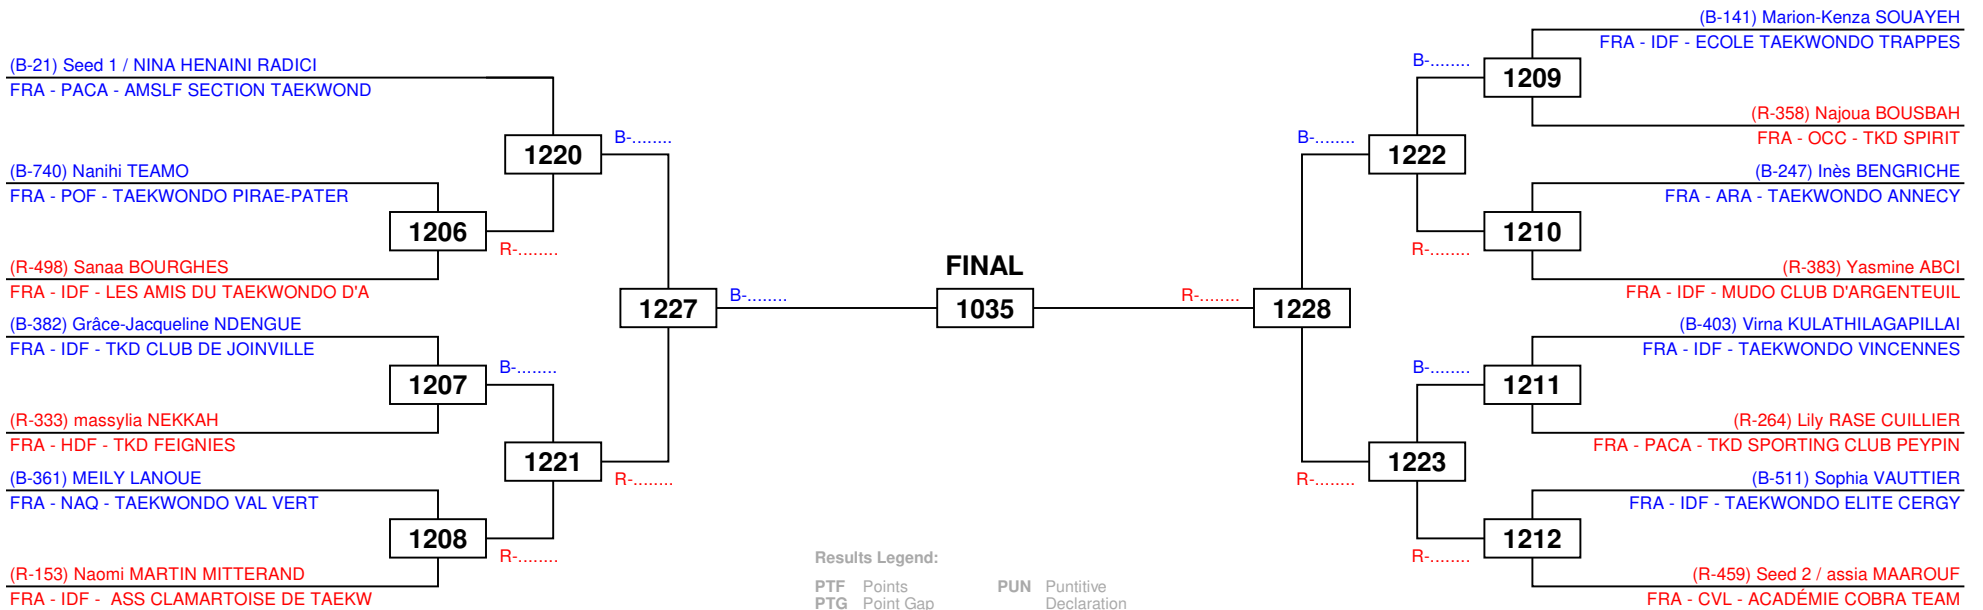 (B-21) Seed 1 / NINA HENAINI RADICI
FRA - PACA - AMSLF SECTION TAEKWOND
1220
B-........
(B-740) Nanihi TEAMO
FRA - POF - TAEKWONDO PIRAE-PATER
1206
R-........
(R-498) Sanaa BOURGHES
FRA - IDF - LES AMIS DU TAEKWONDO D'A
1227
B-........
(B-382) Grâce-Jacqueline NDENGUE
FRA - IDF - TKD CLUB DE JOINVILLE
1207
B-........
(R-333) massylia NEKKAH
FRA - HDF - TKD FEIGNIES
1221
R-........
(B-361) MEILY LANOUE
FRA - NAQ - TAEKWONDO VAL VERT
1208
R-........
(R-153) Naomi MARTIN MITTERAND
FRA - IDF - ASS CLAMARTOISE DE TAEKW
FINAL
1035
(B-141) Marion-Kenza SOUAYEH
FRA - IDF - ECOLE TAEKWONDO TRAPPES
B-........
1209
(R-358) Najoua BOUSBAH
FRA - OCC - TKD SPIRIT
B-........
1222
(B-247) Inès BENGRICHE
FRA - ARA - TAEKWONDO ANNECY
R-........
1210
(R-383) Yasmine ABCI
FRA - IDF - MUDO CLUB D'ARGENTEUIL
R-........
1228
(B-403) Virna KULATHILAGAPILLAI
FRA - IDF - TAEKWONDO VINCENNES
B-........
1211
(R-264) Lily RASE CUILLIER
FRA - PACA - TKD SPORTING CLUB PEYPIN
R-........
1223
(B-511) Sophia VAUTTIER
FRA - IDF - TAEKWONDO ELITE CERGY
R-........
1212
(R-459) Seed 2 / assia MAAROUF
FRA - CVL - ACADÉMIE COBRA TEAM
Results Legend:
PTF Points
PTG Point Gap
PUN Puntitive
Declaration